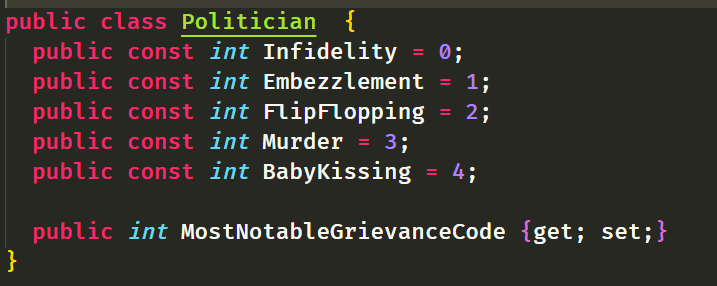 public class Politician  {
  public const int Infidelity = 0;
  public const int Embezzlement = 1;
  public const int FlipFlopping = 2;
  public const int Murder = 3;
  public const int BabyKissing = 4;

  public int MostNotableGrievanceCode {get; set;}
}